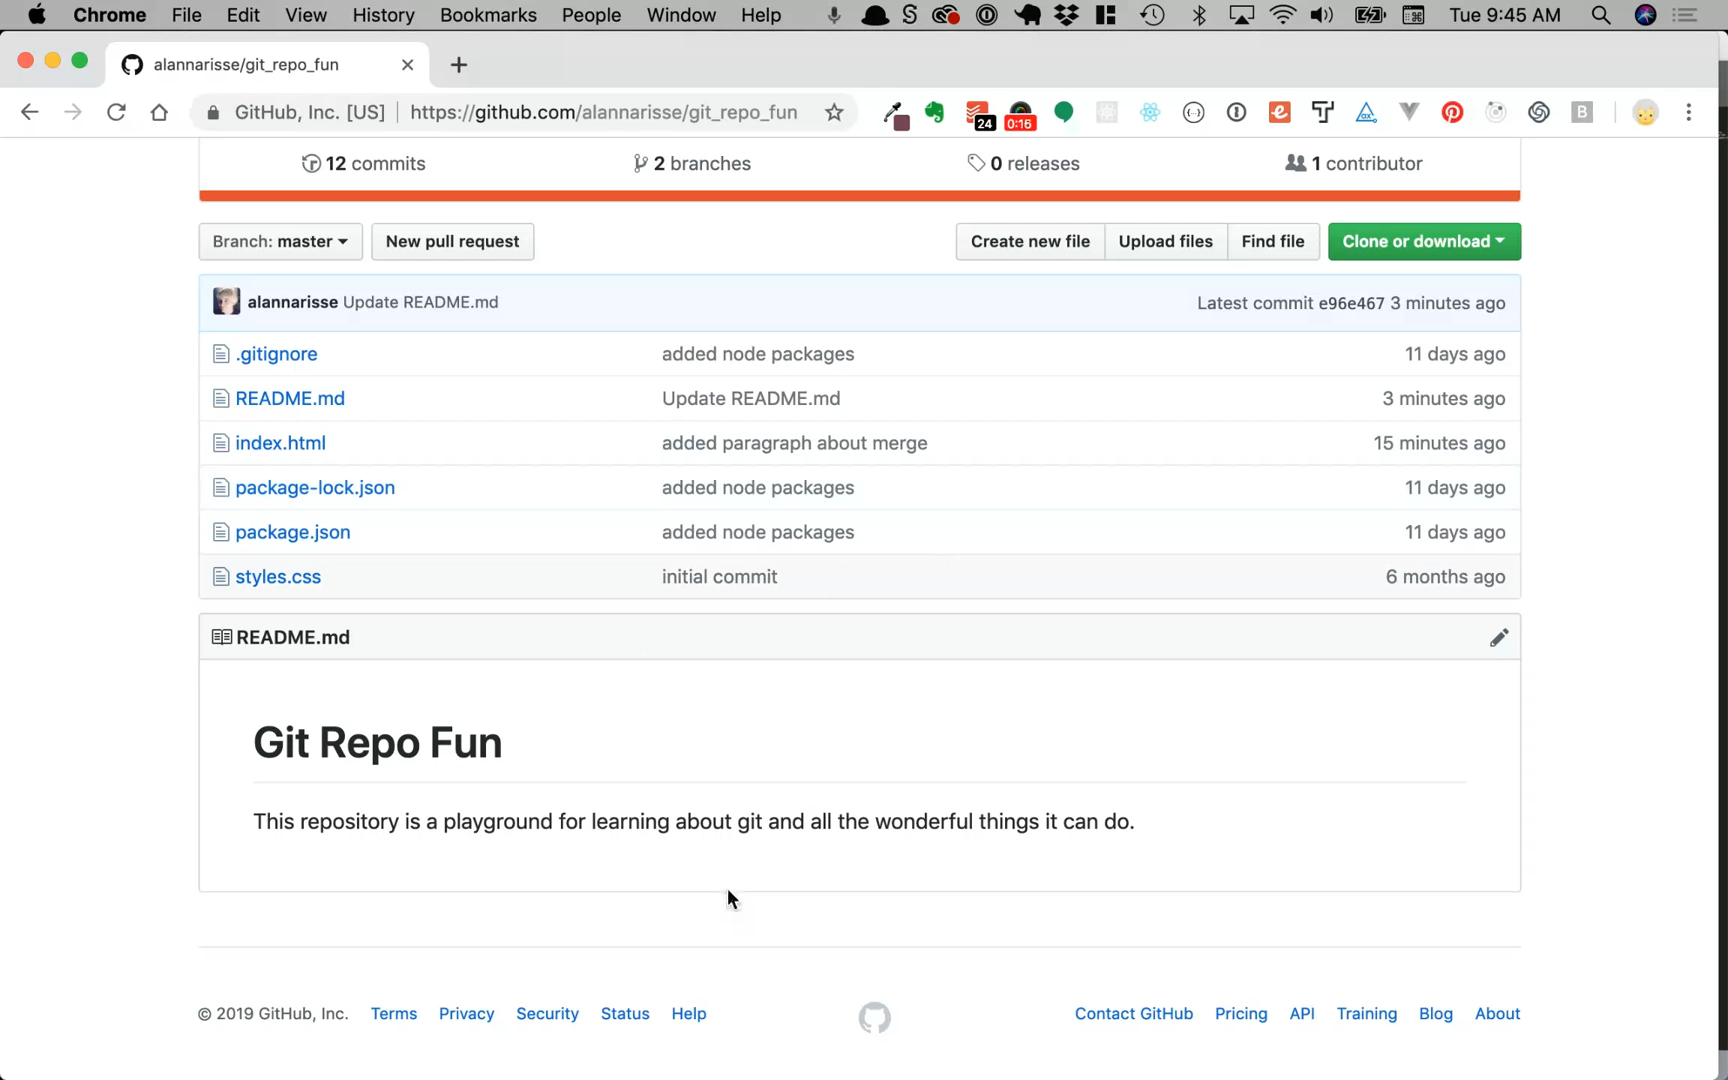 Chrome File Edit View History Bookmarks People Window Help Tue 9:45 AM
alannarisse/git_repo_fun
GitHub, Inc. [US] https://github.com/alannarisse/git_repo_fun 24 0:16
12 commits 2 branches 0 releases 1 contributor
Branch: master New pull request Create new file Upload files Find file Clone or download
alannarisse Update README.md Latest commit e96e467 3 minutes ago
.gitignore added node packages 11 days ago
README.md Update README.md 3 minutes ago
index.html added paragraph about merge 15 minutes ago
package-lock.json added node packages 11 days ago
package.json added node packages 11 days ago
styles.css initial commit 6 months ago
README.md
Git Repo Fun
This repository is a playground for learning about git and all the wonderful things it can do.
© 2019 GitHub, Inc. Terms Privacy Security Status Help Contact GitHub Pricing API Training Blog About